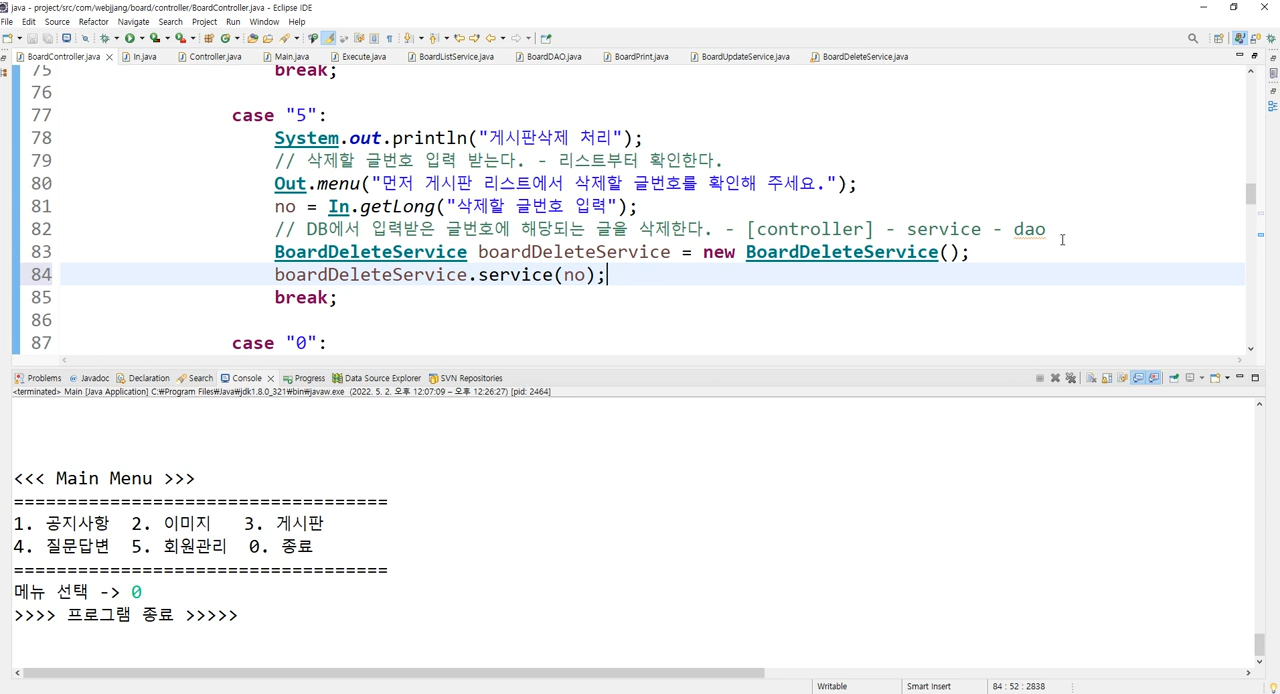 java - project/src/com/webjjang/board/controller/BoardController.java - Eclipse IDE
File Edit Source Refactor Navigate Search Project Run Window Help
BoardController.java In.java Controller.java Main.java Execute.java BoardListService.java BoardDAO.java BoardPrint.java BoardUpdateService.java BoardDeleteService.java
75 break;
76
77 case "5":
78 System.out.println("게시판삭제 처리");
79 // 삭제할 글번호 입력 받는다. - 리스트부터 확인한다.
80 Out.menu("먼저 게시판 리스트에서 삭제할 글번호를 확인해 주세요.");
81 no = In.getLong("삭제할 글번호 입력");
82 // DB에서 입력받은 글번호에 해당되는 글을 삭제한다. - [controller] - service - dao
83 BoardDeleteService boardDeleteService = new BoardDeleteService();
84 boardDeleteService.service(no);
85 break;
86
87 case "0":
Problems Javadoc Declaration Search Console Progress Data Source Explorer SVN Repositories
<terminated> Main [Java Application] C:₩Program Files₩Java₩jdk1.8.0_321₩bin₩javaw.exe (2022. 5. 2. 오후 12:07:09 – 오후 12:26:27) [pid: 2464]
<<< Main Menu >>>
===================================
1. 공지사항 2. 이미지 3. 게시판
4. 질문답변 5. 회원관리 0. 종료
===================================
메뉴 선택 -> 0
>>>> 프로그램 종료 >>>>>
Writable Smart Insert 84 : 52 : 2838